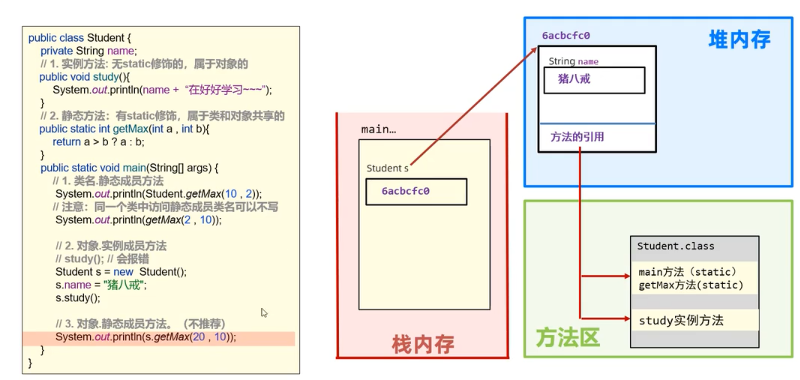 public class Student {
private String name;
// 1. 实例方法: 无static修饰的，属于对象的
public void study(){
System.out.println(name + “在好好学习~~~”);
}
// 2. 静态方法：有static修饰，属于类和对象共享的
public static int getMax(int a , int b){
return a > b ? a : b;
}
public static void main(String[] args) {
// 1. 类名.静态成员方法
System.out.println(Student.getMax(10 , 2));
// 注意：同一个类中访问静态成员类名可以不写
System.out.println(getMax(2 , 10));
// 2. 对象.实例成员方法
// study(); // 会报错
Student s = new Student();
s.name = "猪八戒";
s.study();
// 3. 对象.静态成员方法。（不推荐）
System.out.println(s.getMax(20 , 10));
}
}
main…
Student s
6acbcfc0
栈内存
6acbcfc0
堆内存
String name
猪八戒
方法的引用
Student.class
main方法（static）
getMax方法(static)
study实例方法
方法区